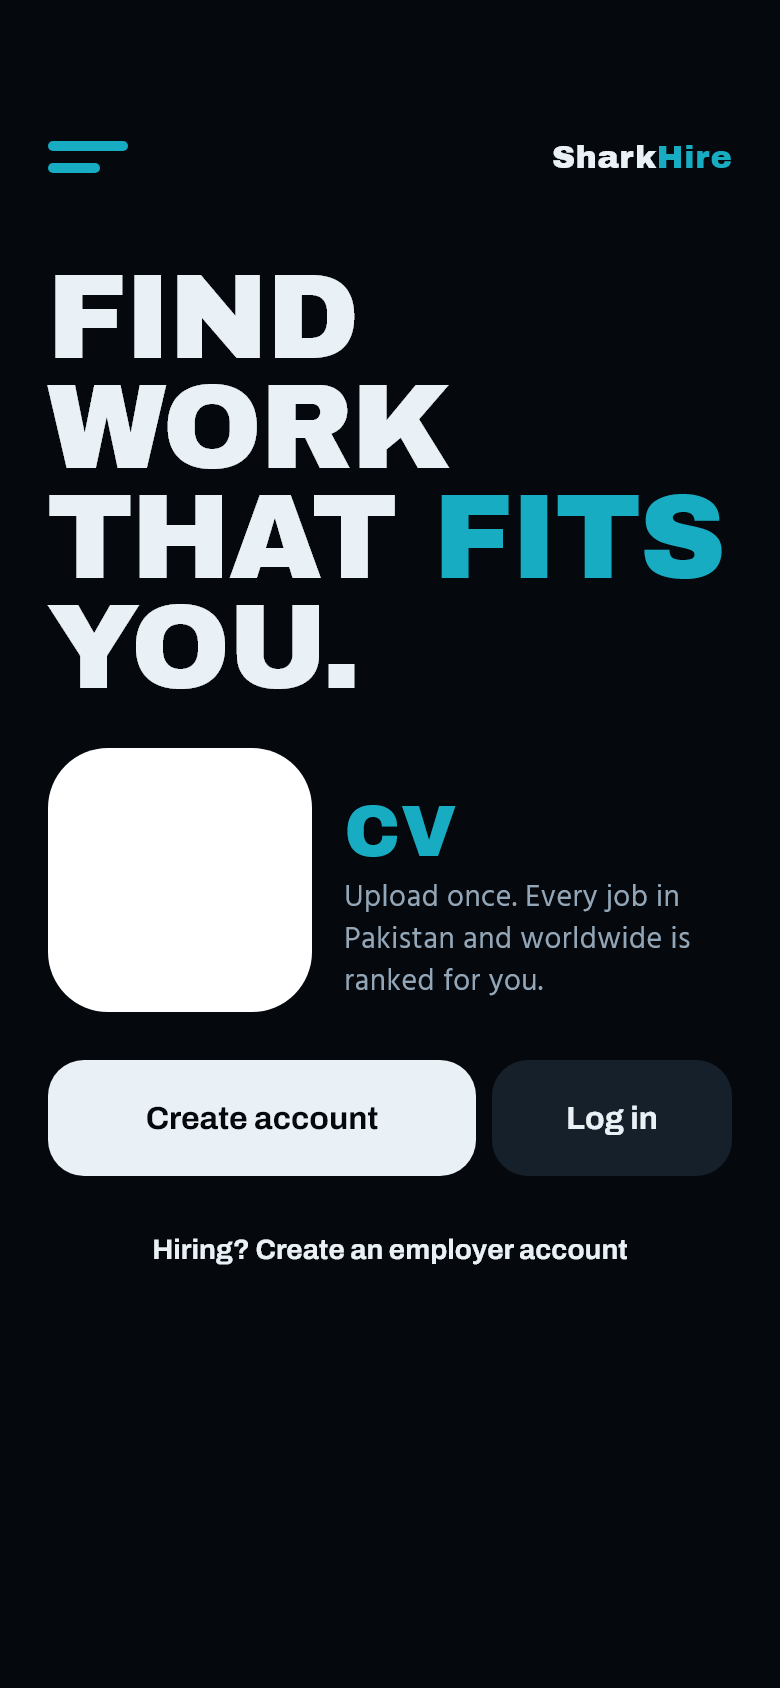 SharkHire
FIND
WORK
THAT FITS
YOU.
CV
Upload once. Every job in
Pakistan and worldwide is
ranked for you.
Create account
Log in
Hiring? Create an employer account